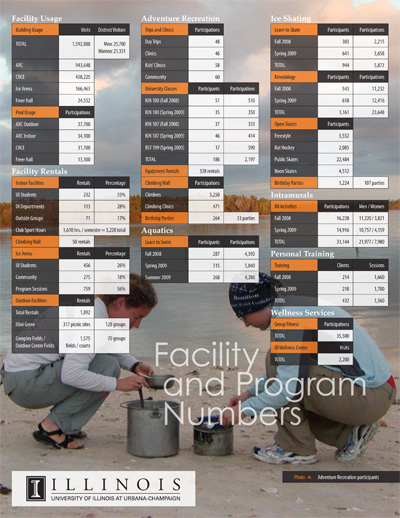 Facility Usage
Building Usage Visits Distinct Visitors
TOTAL 1,592,808 Men: 25,780
Women: 21,331
ARC 943,648
CRCE 458,225
Ice Arena 166,463
Freer Hall 24,552
Pool Usage Participations
ARC Outdoor 37,700
ARC Indoor 34,300
CRCE 31,700
Freer Hall 13,300
Facility Rentals
Indoor Facilities Rentals Percentage
UI Students 232 55%
UI Departments 113 28%
Outside Groups 71 17%
Club Sport Hours 1,610 hrs. / semester = 3,220 total
Climbing Wall 50 rentals
Ice Arena Rentals Percentage
UI Students 456 26%
Community 275 18%
Program Sessions 759 56%
Outdoor Facilities Rentals
Total Rentals 1,892
Illini Grove 317 picnic sites 128 groups
Complex Fields / 1,575 70 groups
Outdoor Center Fields fields / courts
Adventure Recreation
Trips and Clinics Participations
Day Trips 48
Clinics 46
Kids' Clinics 58
Community 60
University Classes Participants Participations
KIN 100 (Fall 2008) 51 510
KIN 100 (Spring 2009) 35 350
KIN 107 (Fall 2008) 37 333
KIN 107 (Spring 2009) 46 414
RST 199 (Spring 2009) 17 590
TOTAL 186 2,197
Equipment Rentals 328 rentals
Climbing Wall Participations
Climbers 5,250
Climbing Clinics 471
Birthday Parties 264 33 parties
Aquatics
Learn to Swim Participants Participations
Fall 2008 287 4,592
Spring 2009 315 5,040
Summer 2008 268 4,280
Ice Skating
Learn to Skate Participants Participations
Fall 2008 303 2,215
Spring 2009 641 3,658
TOTAL 944 5,873
Kinesiology Participants Participations
Fall 2008 543 11,232
Spring 2009 618 12,416
TOTAL 1,161 23,648
Open Skates Participations
Freestyle 3,552
Rat Hockey 2,085
Public Skates 22,484
Noon Skates 4,512
Birthday Parties 3,224 107 parties
Intramurals
IM Activities Participations Men / Women
Fall 2008 16,228 11,220 / 3,821
Spring 2009 14,916 10,757 / 4,159
TOTAL 31,144 21,977 / 7,980
Personal Training
Training Clients Sessions
Fall 2008 214 1,660
Spring 2009 218 1,700
TOTAL 432 3,360
Wellness Services
Group Fitness Participations
TOTAL 35,580
UI Wellness Center Visits
TOTAL 2,200
Facility
and Program
Numbers
I ILLINOIS
UNIVERSITY OF ILLINOIS AT URBANA-CHAMPAIGN
Photo Adventure Recreation participants